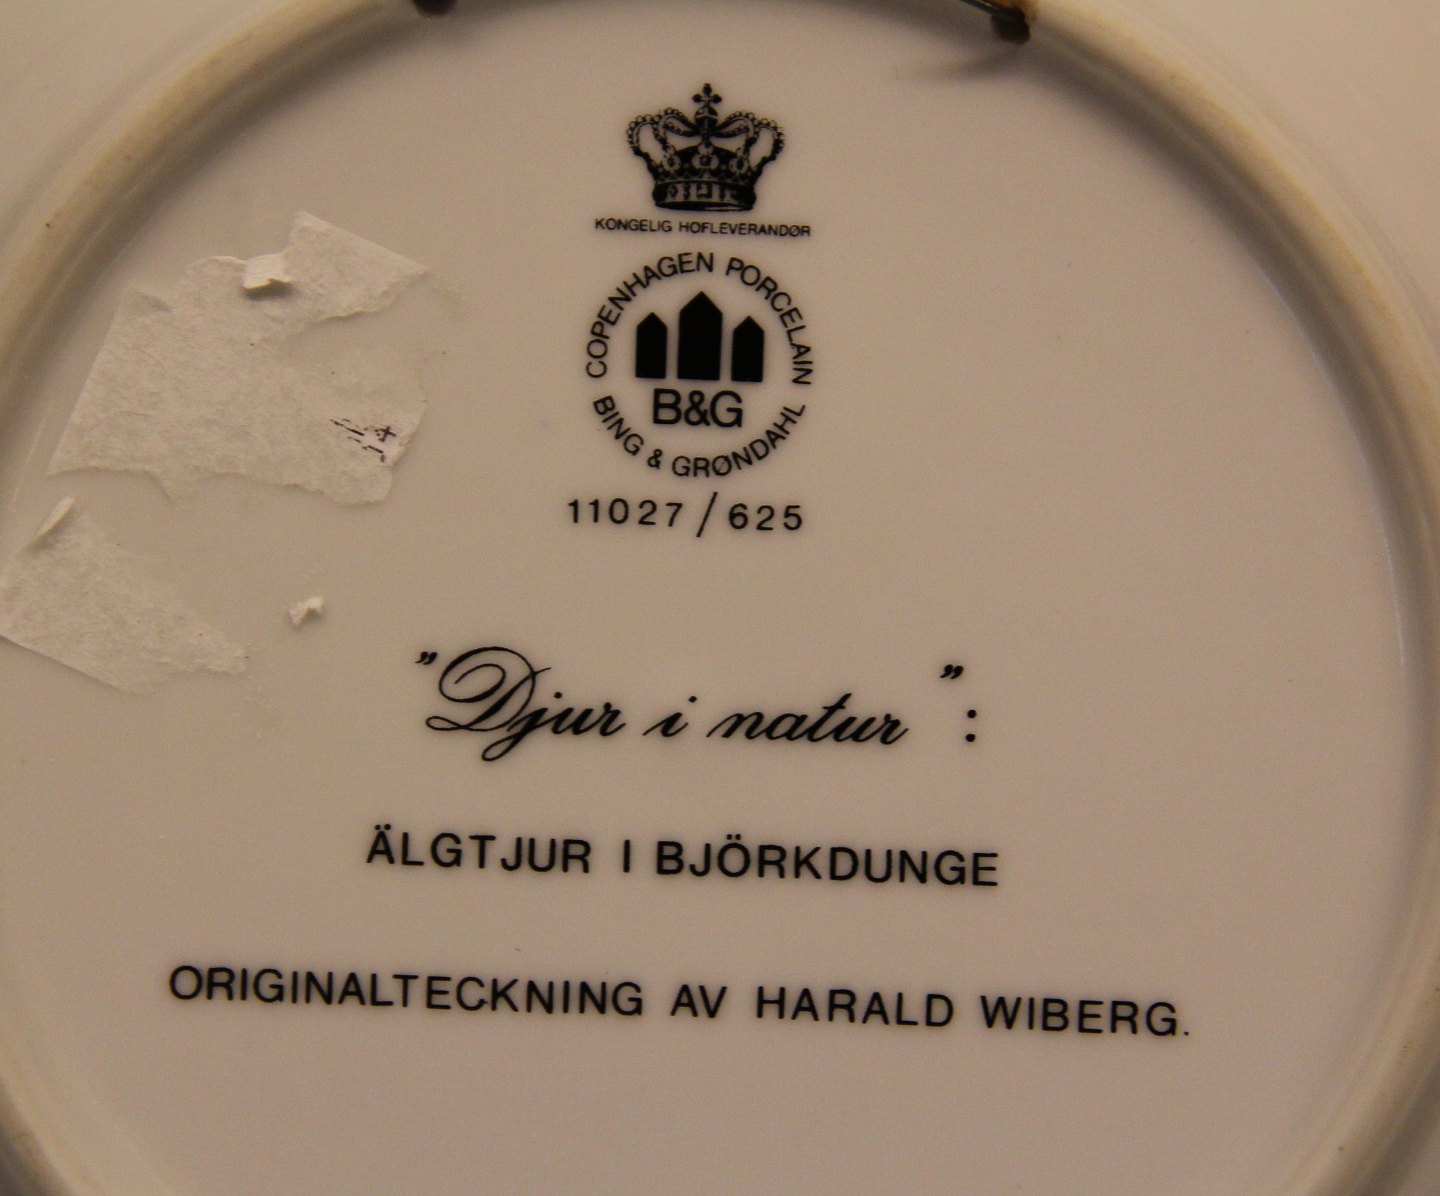 KONGELIG HOFLEVERANDØR
COPENHAGEN PORCELAIN
B&G
BING & GRØNDAHL
11027/625
"Djur i natur":
ÄLGTJUR I BJÖRKDUNGE
ORIGINALTECKNING AV HARALD WIBERG.